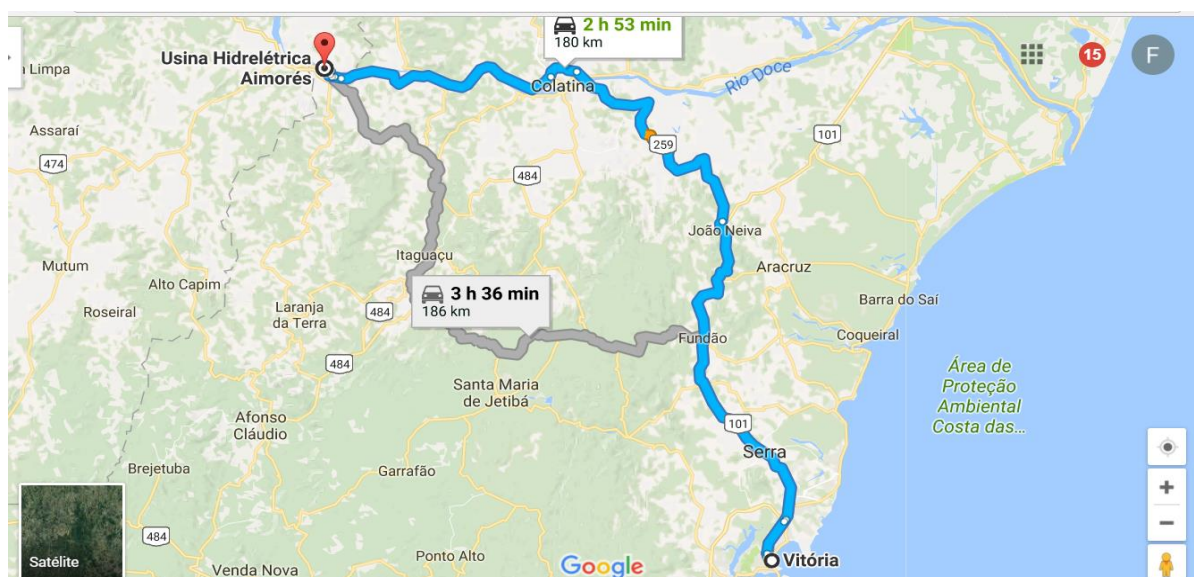 2 h 53 min
180 km
Usina Hidrelétrica
Aimorés
Limpa
15
F
Rio Doce
Colatina
Assaraí
101
259
474
484
João Neiva
Itaguaçu
Aracruz
Mutum
Alto Capim
3 h 36 min
186 km
Barra do Saí
Roseiral
Laranja
da Terra
484
Fundão
Coqueiral
484
Área de
Proteção
Ambiental
Costa das...
Santa Maria
de Jetibá
Afonso
Cláudio
101
Serra
Brejetuba
Garrafão
484
Satélite
Ponto Alto
Venda Nova
Google
Vitória